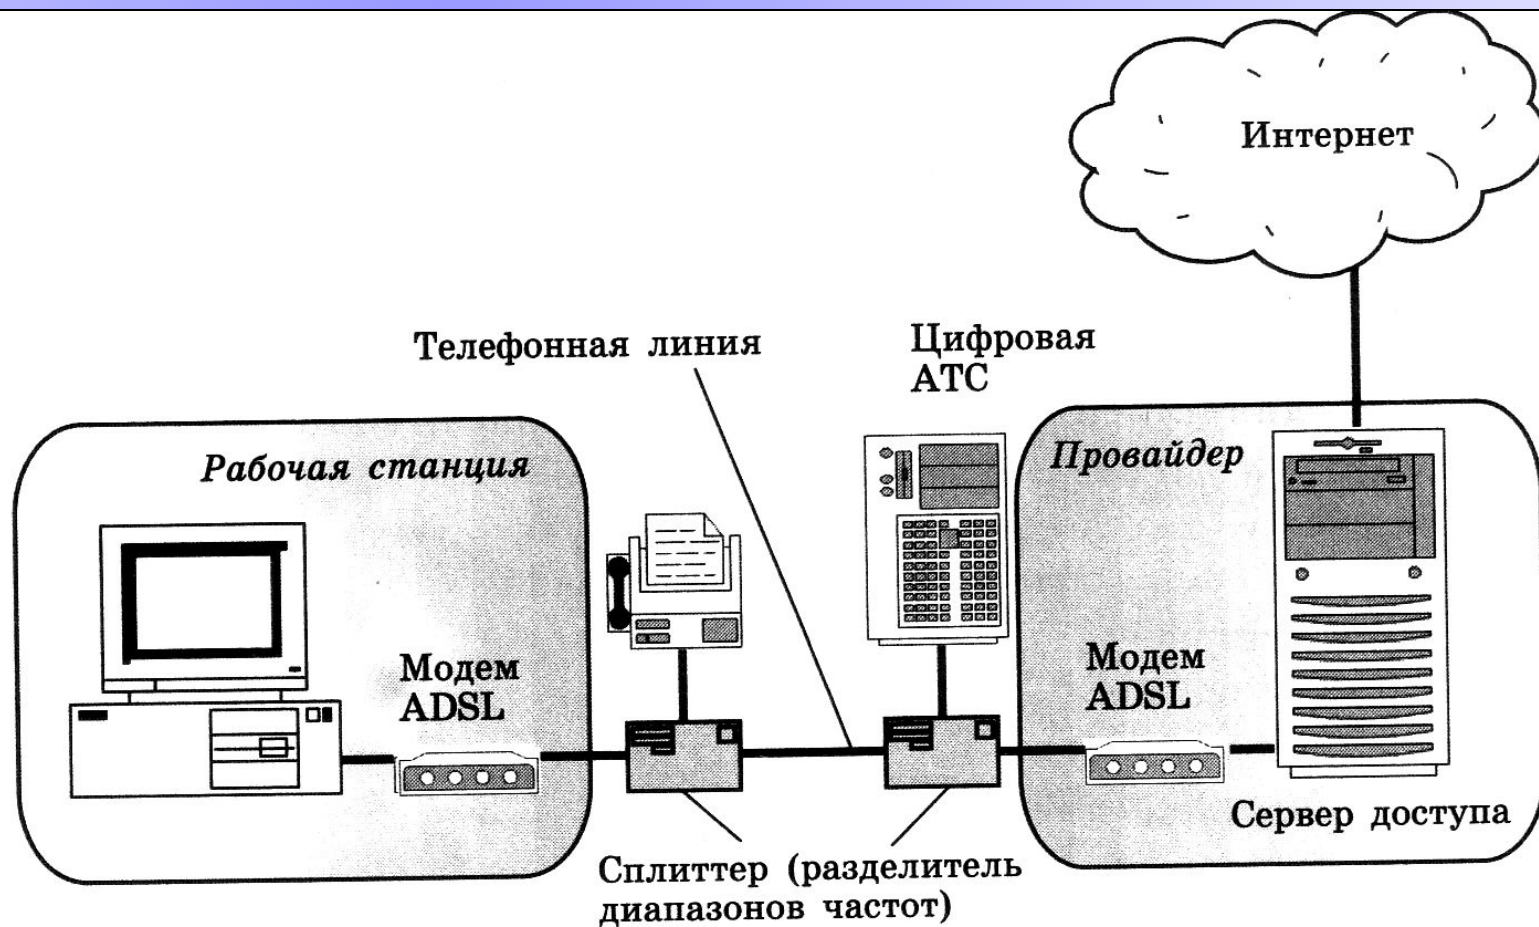 Интернет
Телефонная линия
Цифровая
АТС
Рабочая станция
Провайдер
Модем
ADSL
Модем
ADSL
Сервер доступа
Сплиттер (разделитель
диапазонов частот)